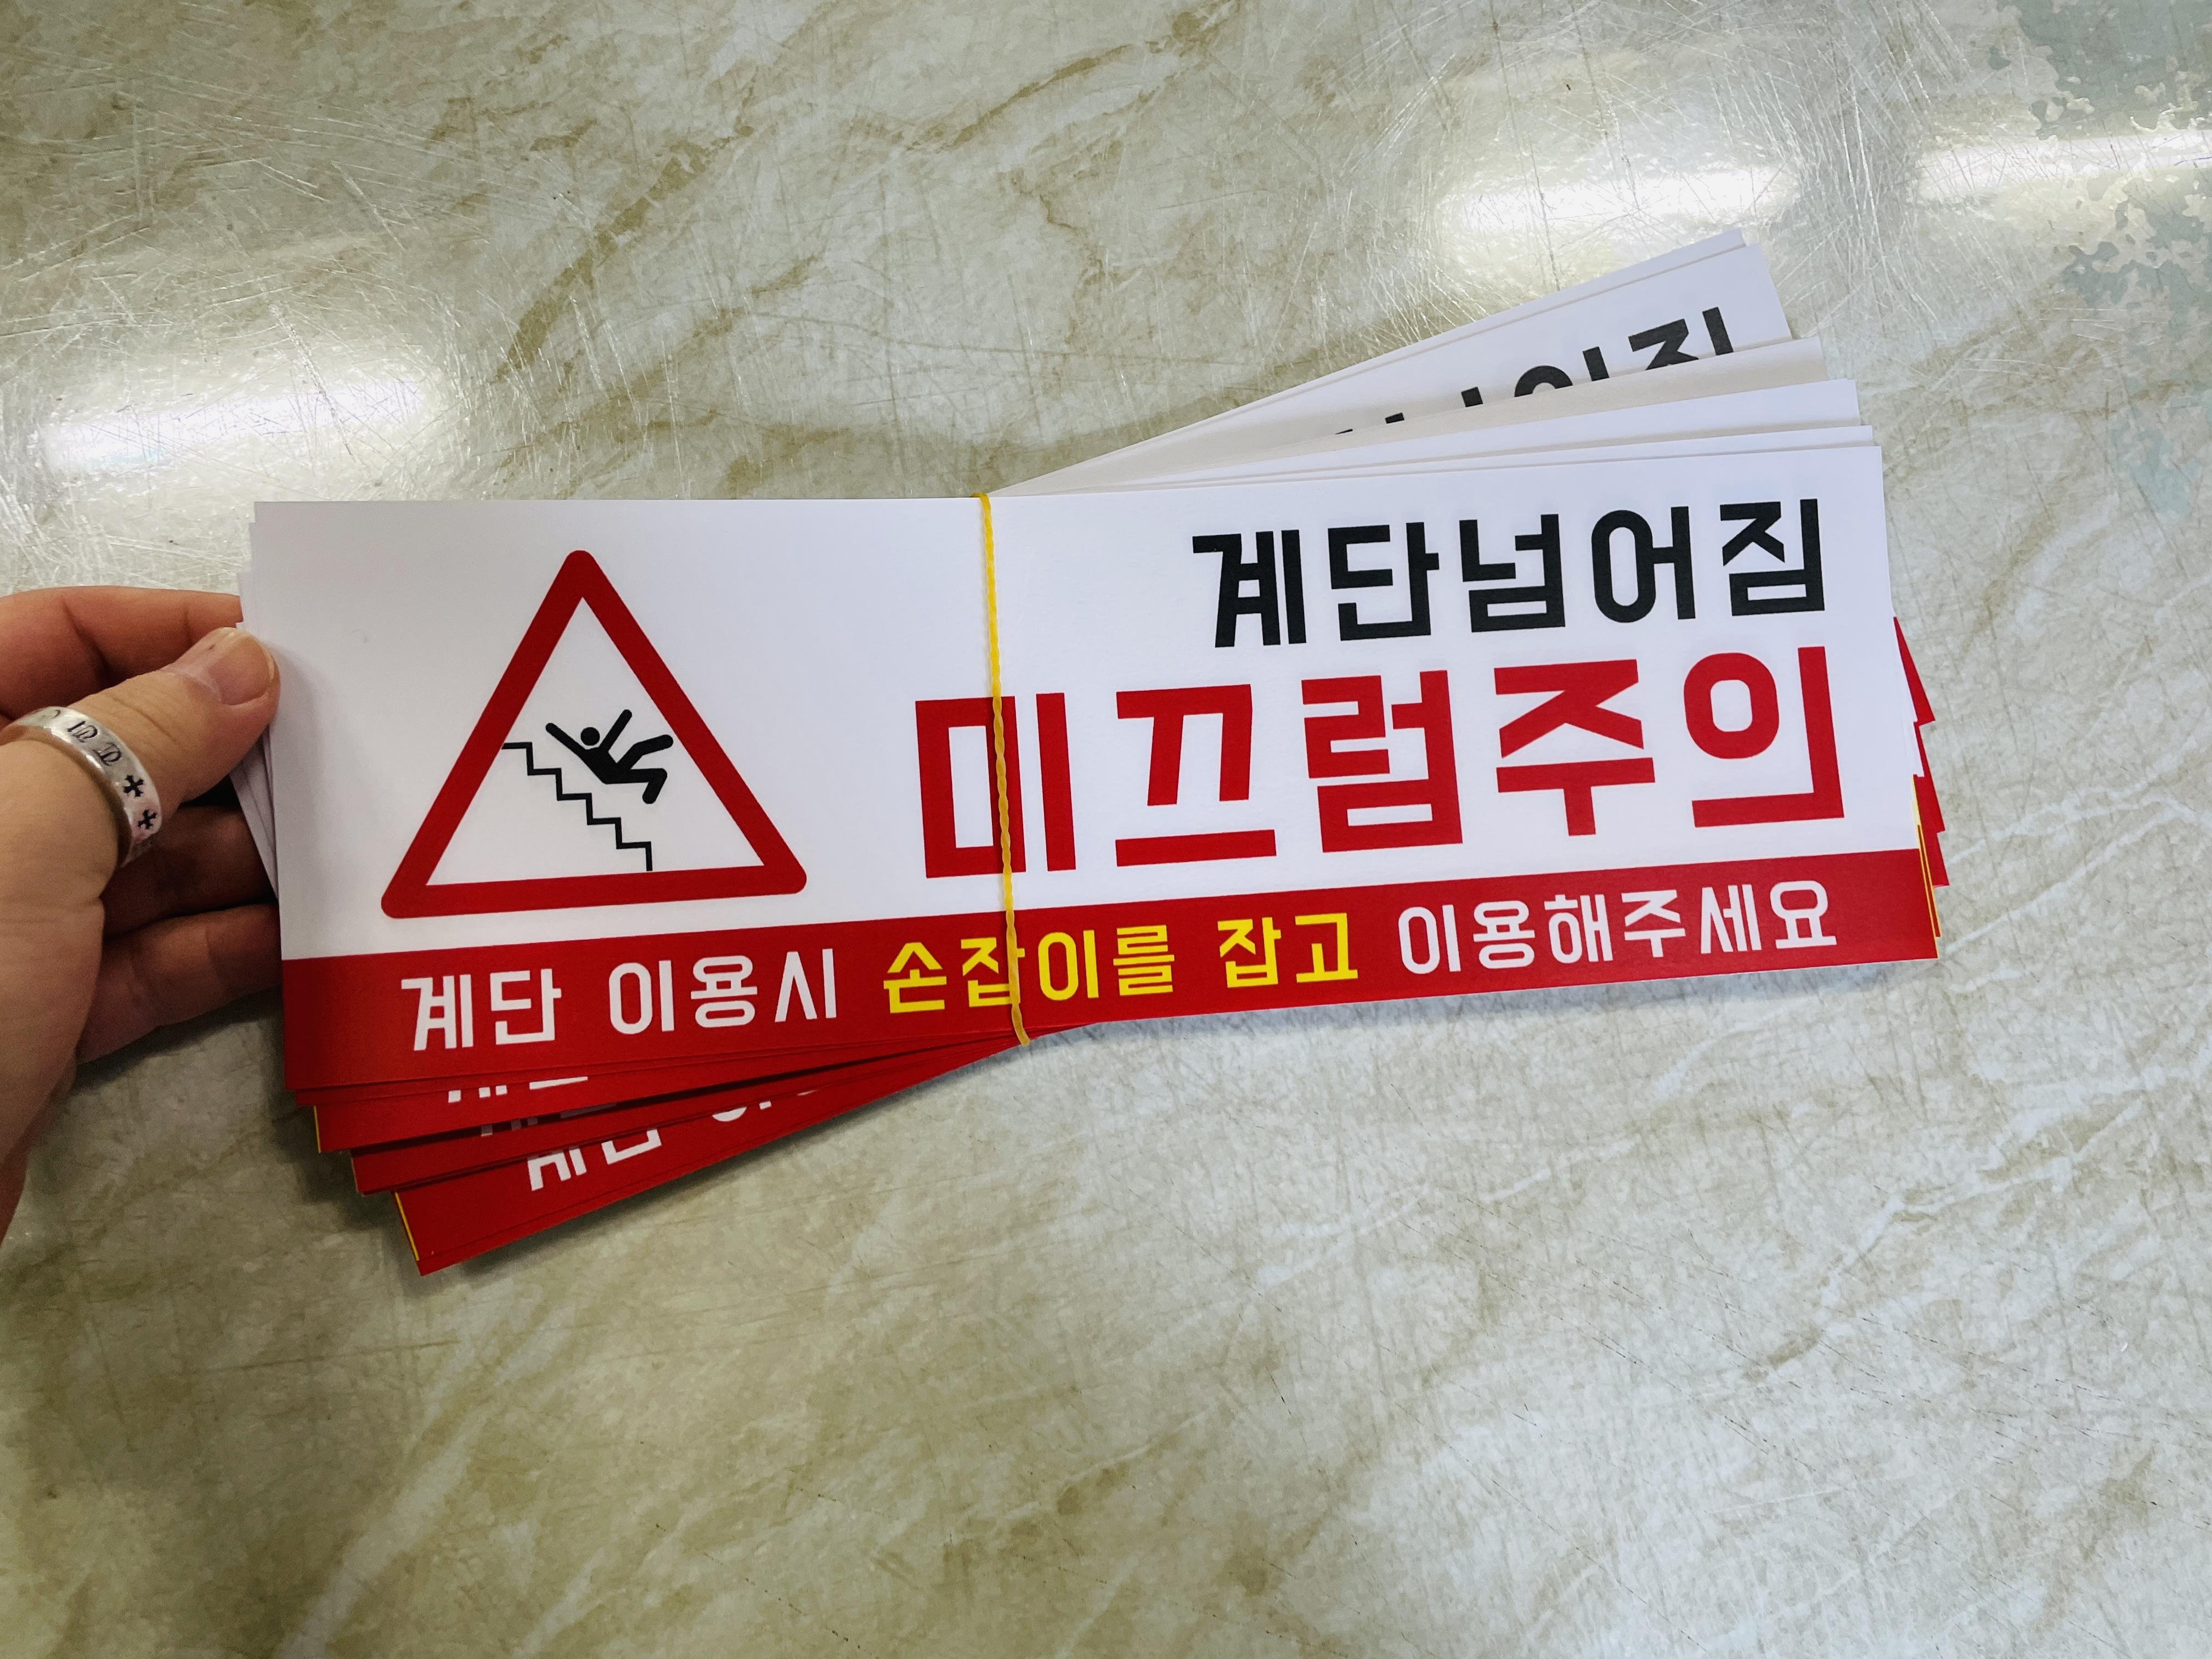 계단넘어짐
미끄럼주의
계단 이용시 손잡이를 잡고 이용해주세요